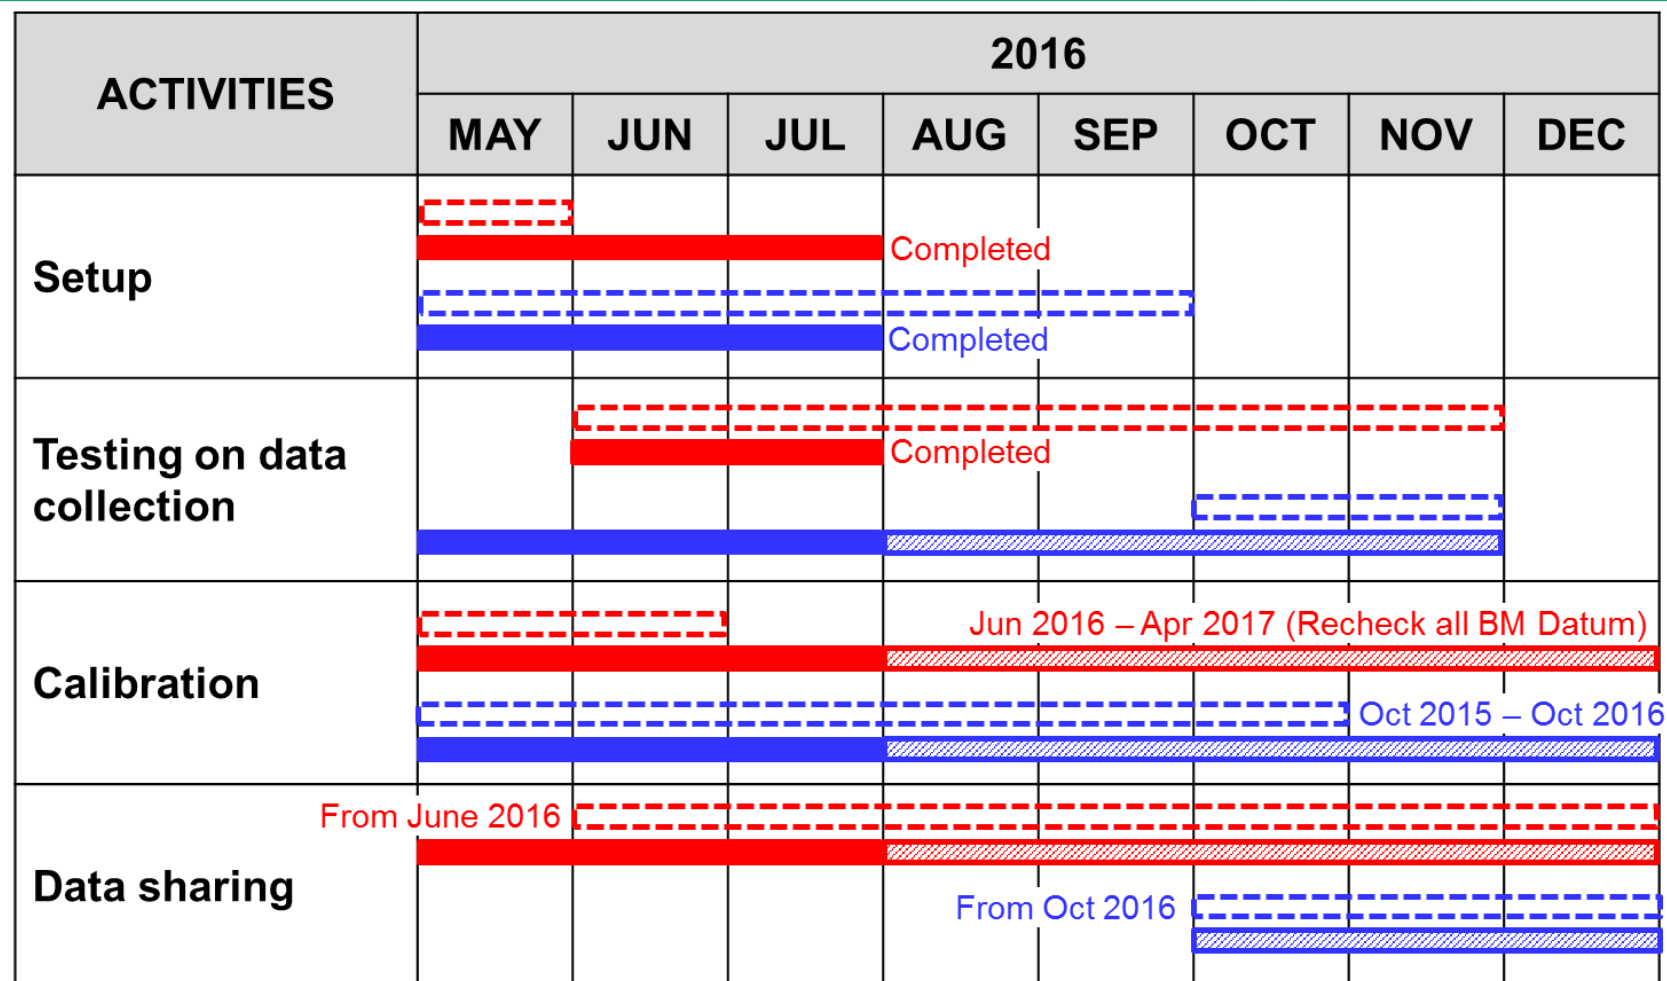 ACTIVITIES
2016
MAY JUN JUL AUG SEP OCT NOV DEC
Setup
Completed
Completed
Testing on data
collection
Completed
Calibration
Jun 2016 – Apr 2017 (Recheck all BM Datum)
Oct 2015 – Oct 2016
Data sharing
From June 2016
From Oct 2016